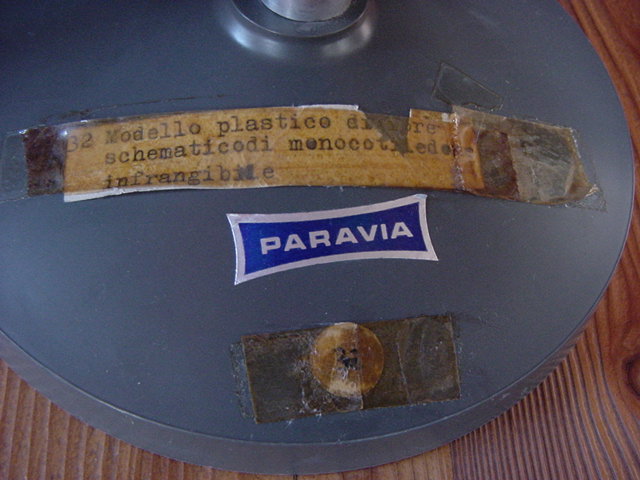 32 Modello plastico di
schematicodi monocotiledo
infrangibile
PARAVIA